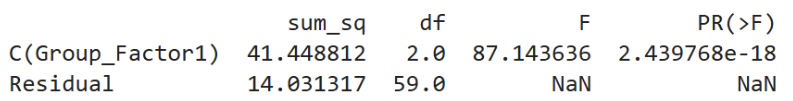 sum_sq df F PR(>F)
C(Group_Factor1) 41.448812 2.0 87.143636 2.439768e-18
Residual 14.031317 59.0 NaN NaN